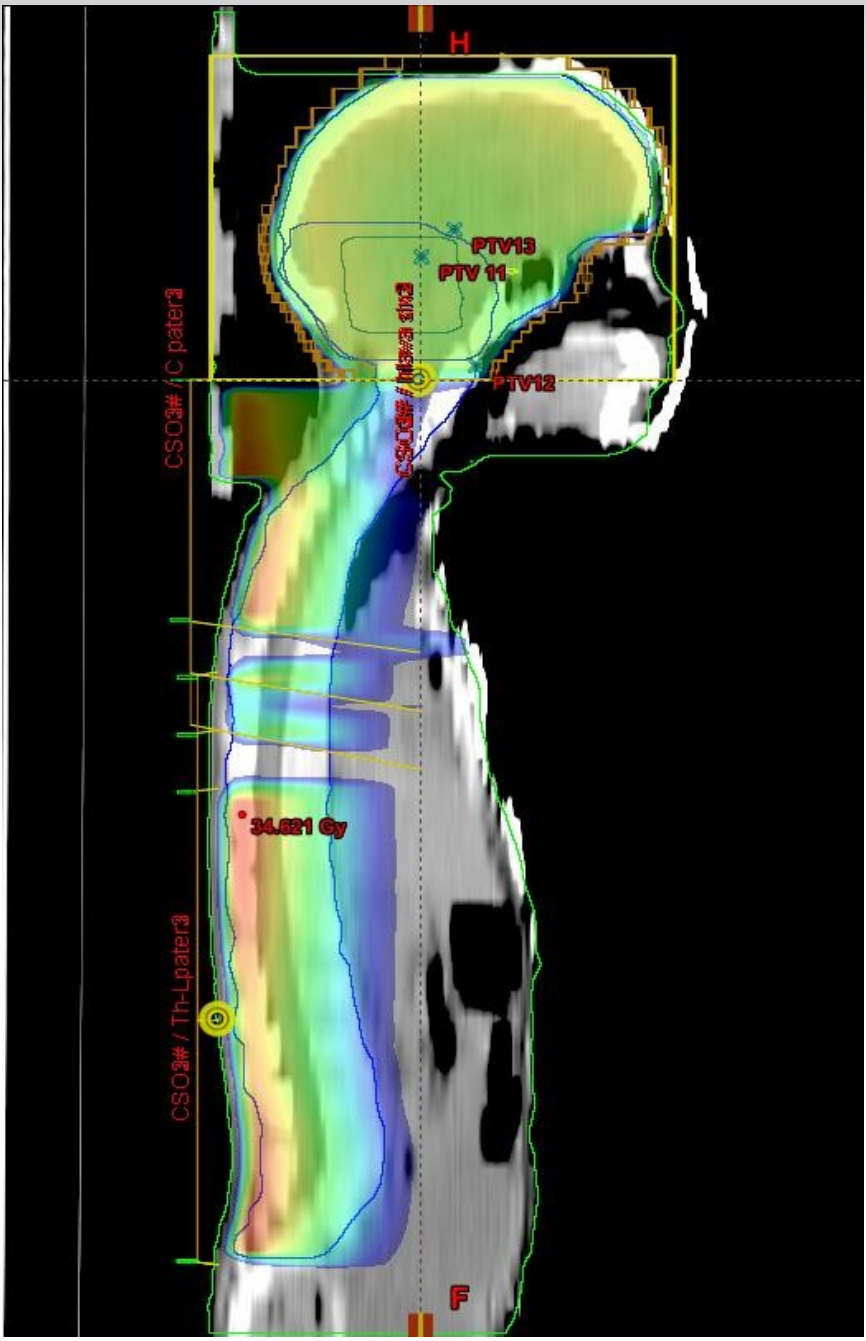 H
PTV13
PTV 11
PTV12
CSO3# / C pater3
34.621 Gy
CSO3# / Th-Lpater3
F